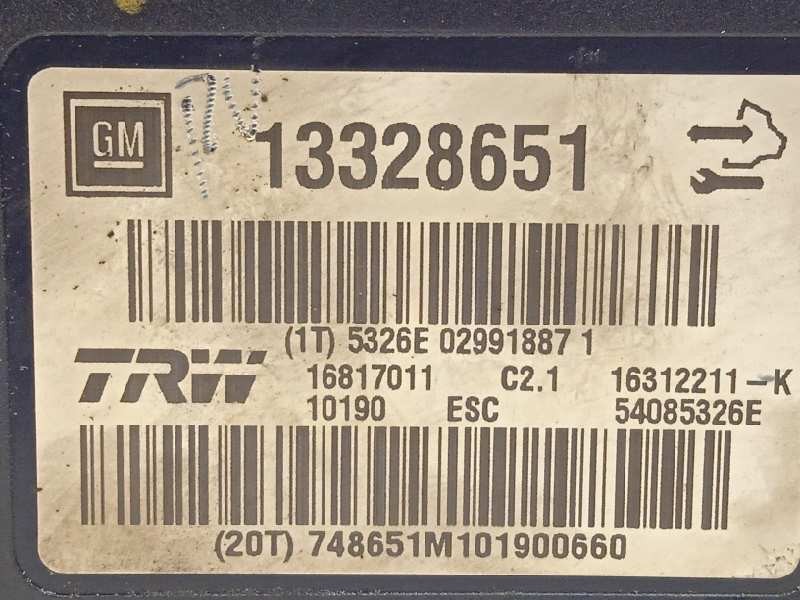 GM 13328651
(1T) 5326E 02991887 1
TRW 16817011 C2.1 16312211-K
10190 ESC 54085326E
(20T) 748651M101900660